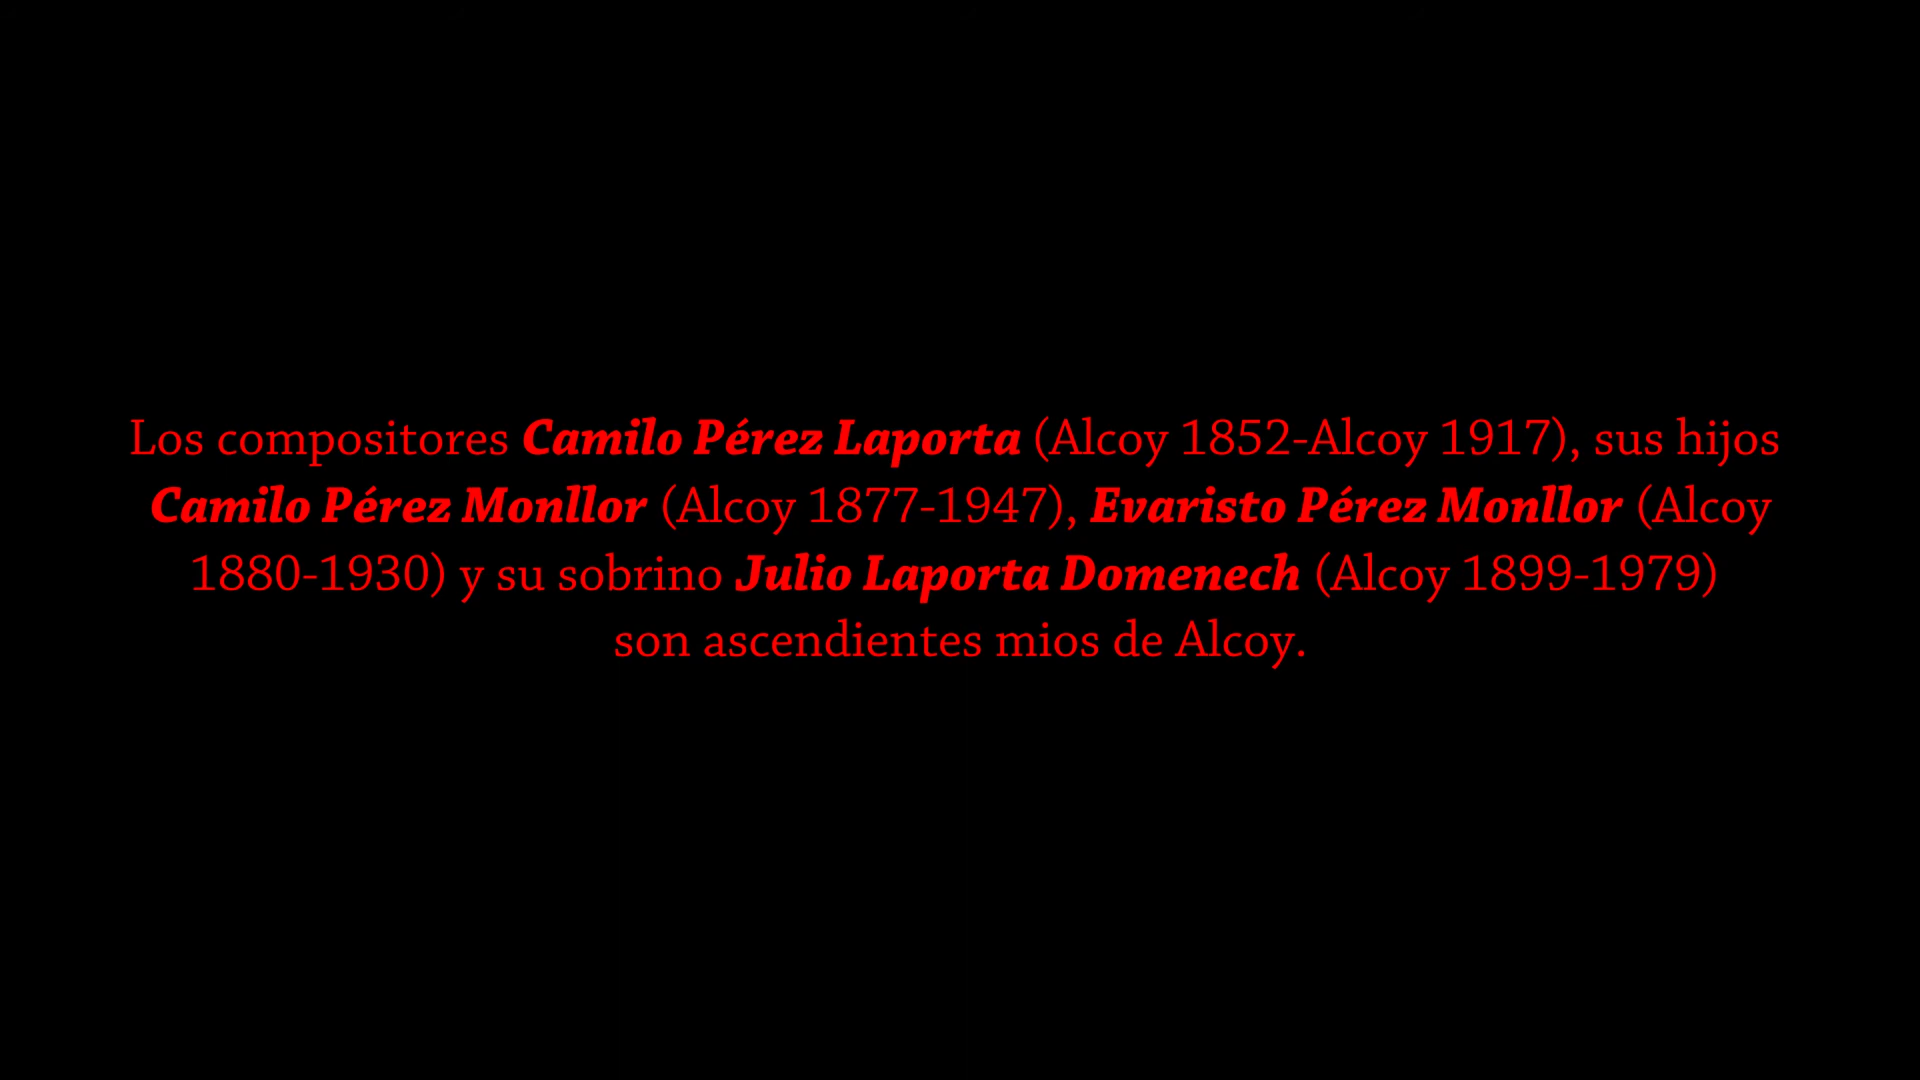 Los compositores Camilo Pérez Laporta (Alcoy 1852-Alcoy 1917), sus hijos
Camilo Pérez Monllor (Alcoy 1877-1947), Evaristo Pérez Monllor (Alcoy
1880-1930) y su sobrino Julio Laporta Domenech (Alcoy 1899-1979)
son ascendientes mios de Alcoy.